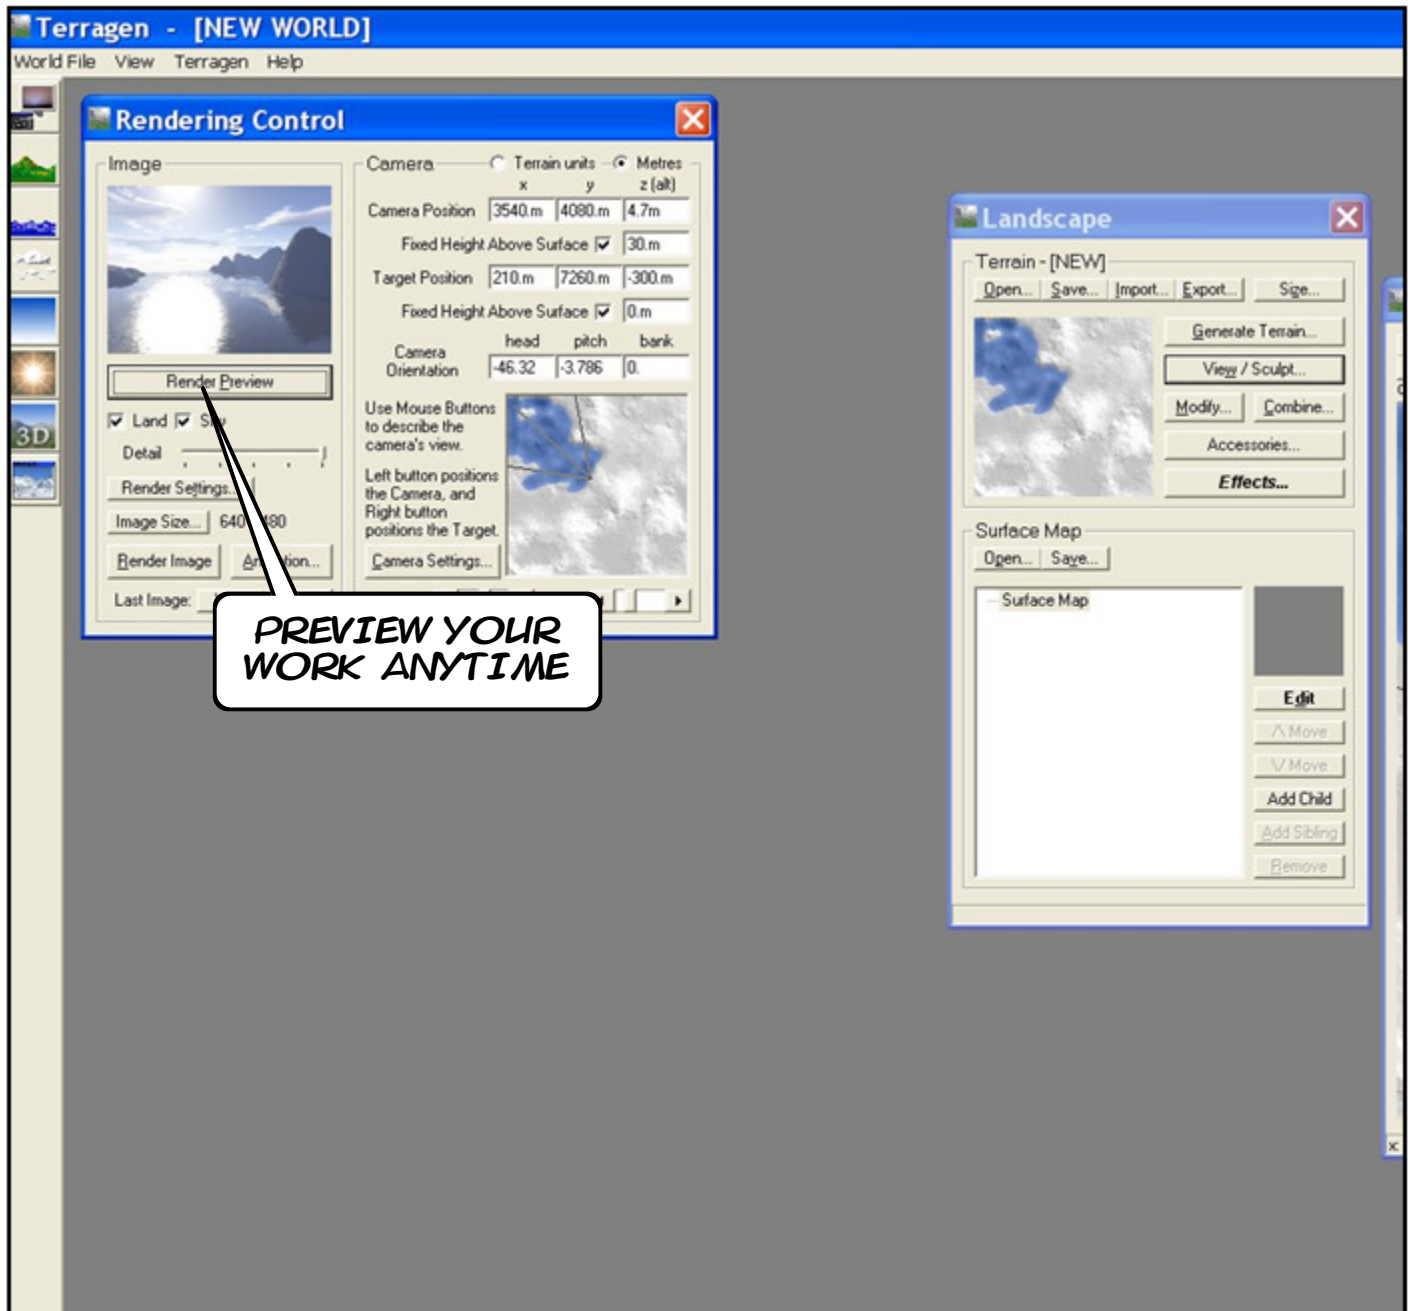 Terragen - [NEW WORLD]
World File View Terragen Help
Rendering Control
Image
Render Preview
Land
Detail
Render Settings...
Image Size... 640 480
Render Image
Last Image:
Camera Terrain units Metres
x y z (alt)
Camera Position 3540.m 4080.m 4.7m
Fixed Height Above Surface 30.m
Target Position 210.m 7260.m -300.m
Fixed Height Above Surface 0.m
head pitch bank
Camera
Orientation -46.32 -3.786 0.
Use Mouse Buttons
to describe the
camera's view.
Left button positions
the Camera, and
Right button
positions the Target.
Camera Settings...
PREVIEW YOUR
WORK ANYTIME
3D
Landscape
Terrain - [NEW]
Open... Save... Import... Export... Size...
Generate Terrain...
View / Sculpt...
Modify... Combine...
Accessories...
Effects...
Surface Map
Open... Save...
Surface Map
Edit
/\ Move
\/ Move
Add Child
Add Sibling
Remove
x: